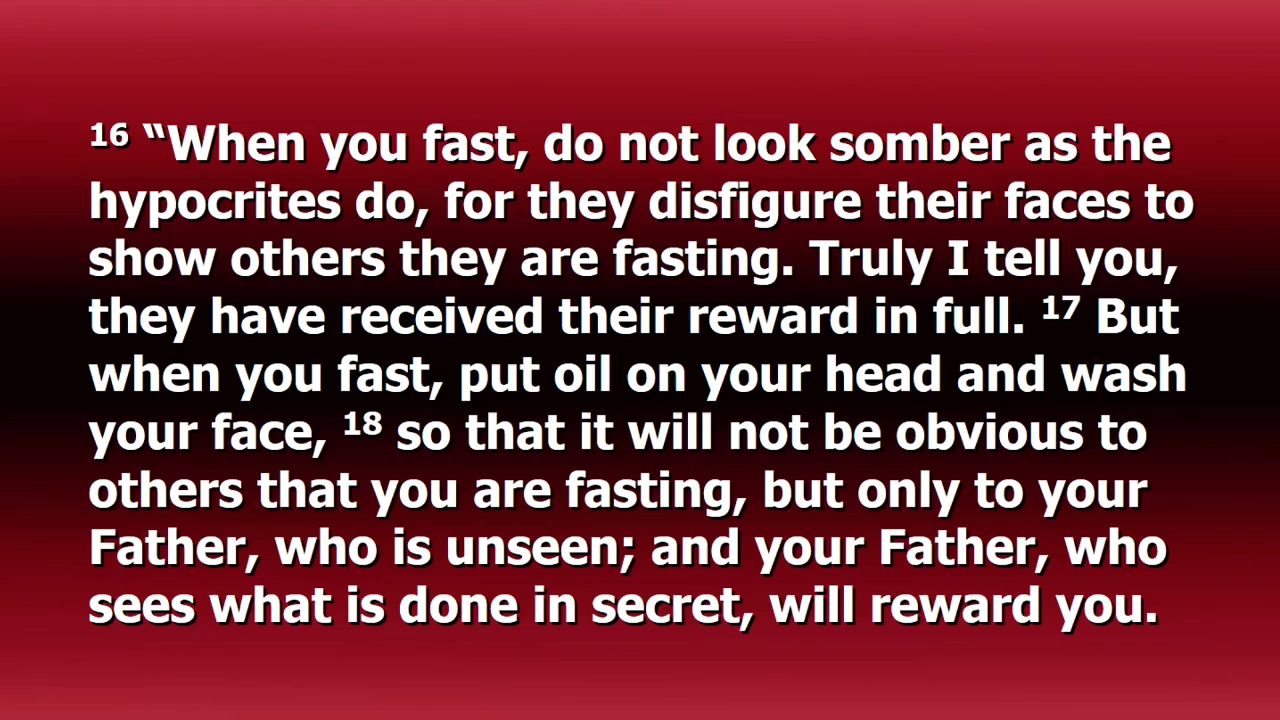 16 “When you fast, do not look somber as the
hypocrites do, for they disfigure their faces to
show others they are fasting. Truly I tell you,
they have received their reward in full. 17 But
when you fast, put oil on your head and wash
your face, 18 so that it will not be obvious to
others that you are fasting, but only to your
Father, who is unseen; and your Father, who
sees what is done in secret, will reward you.